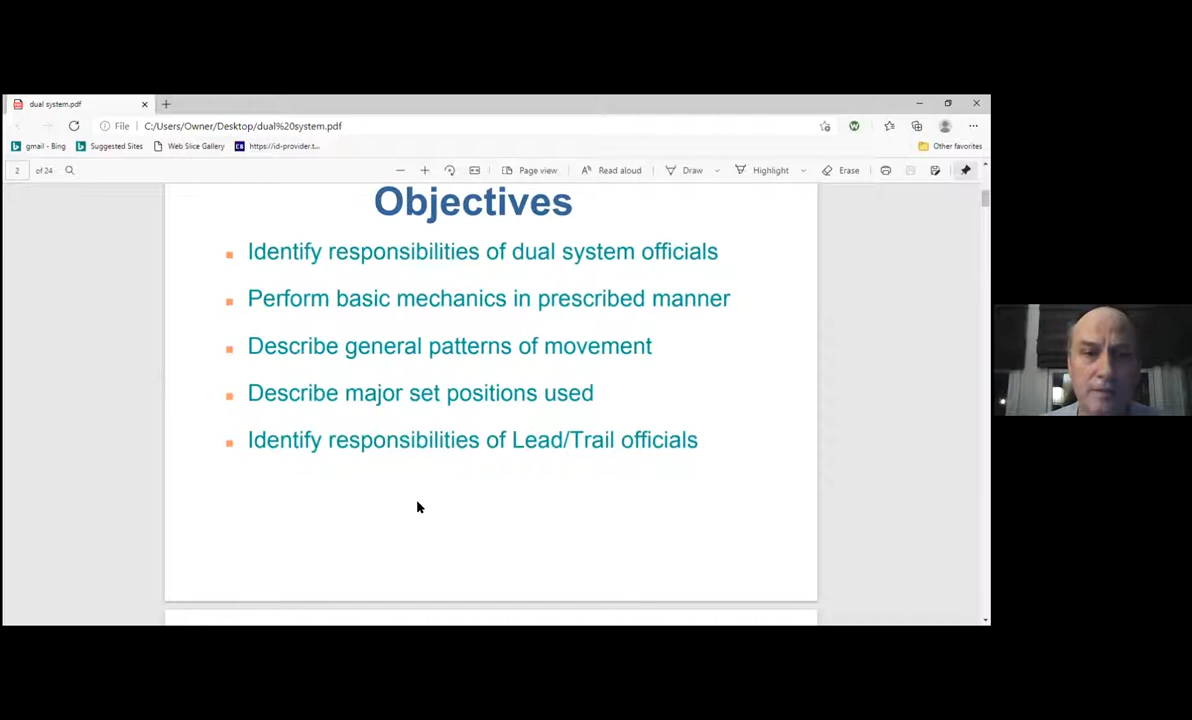 dual system.pdf
File C:/Users/Owner/Desktop/dual%20system.pdf
gmail - Bing Suggested Sites Web Slice Gallery https://id-provider.t... Other favorites
2 of 24 Page view Read aloud Draw Highlight Erase
Objectives
Identify responsibilities of dual system officials
Perform basic mechanics in prescribed manner
Describe general patterns of movement
Describe major set positions used
Identify responsibilities of Lead/Trail officials